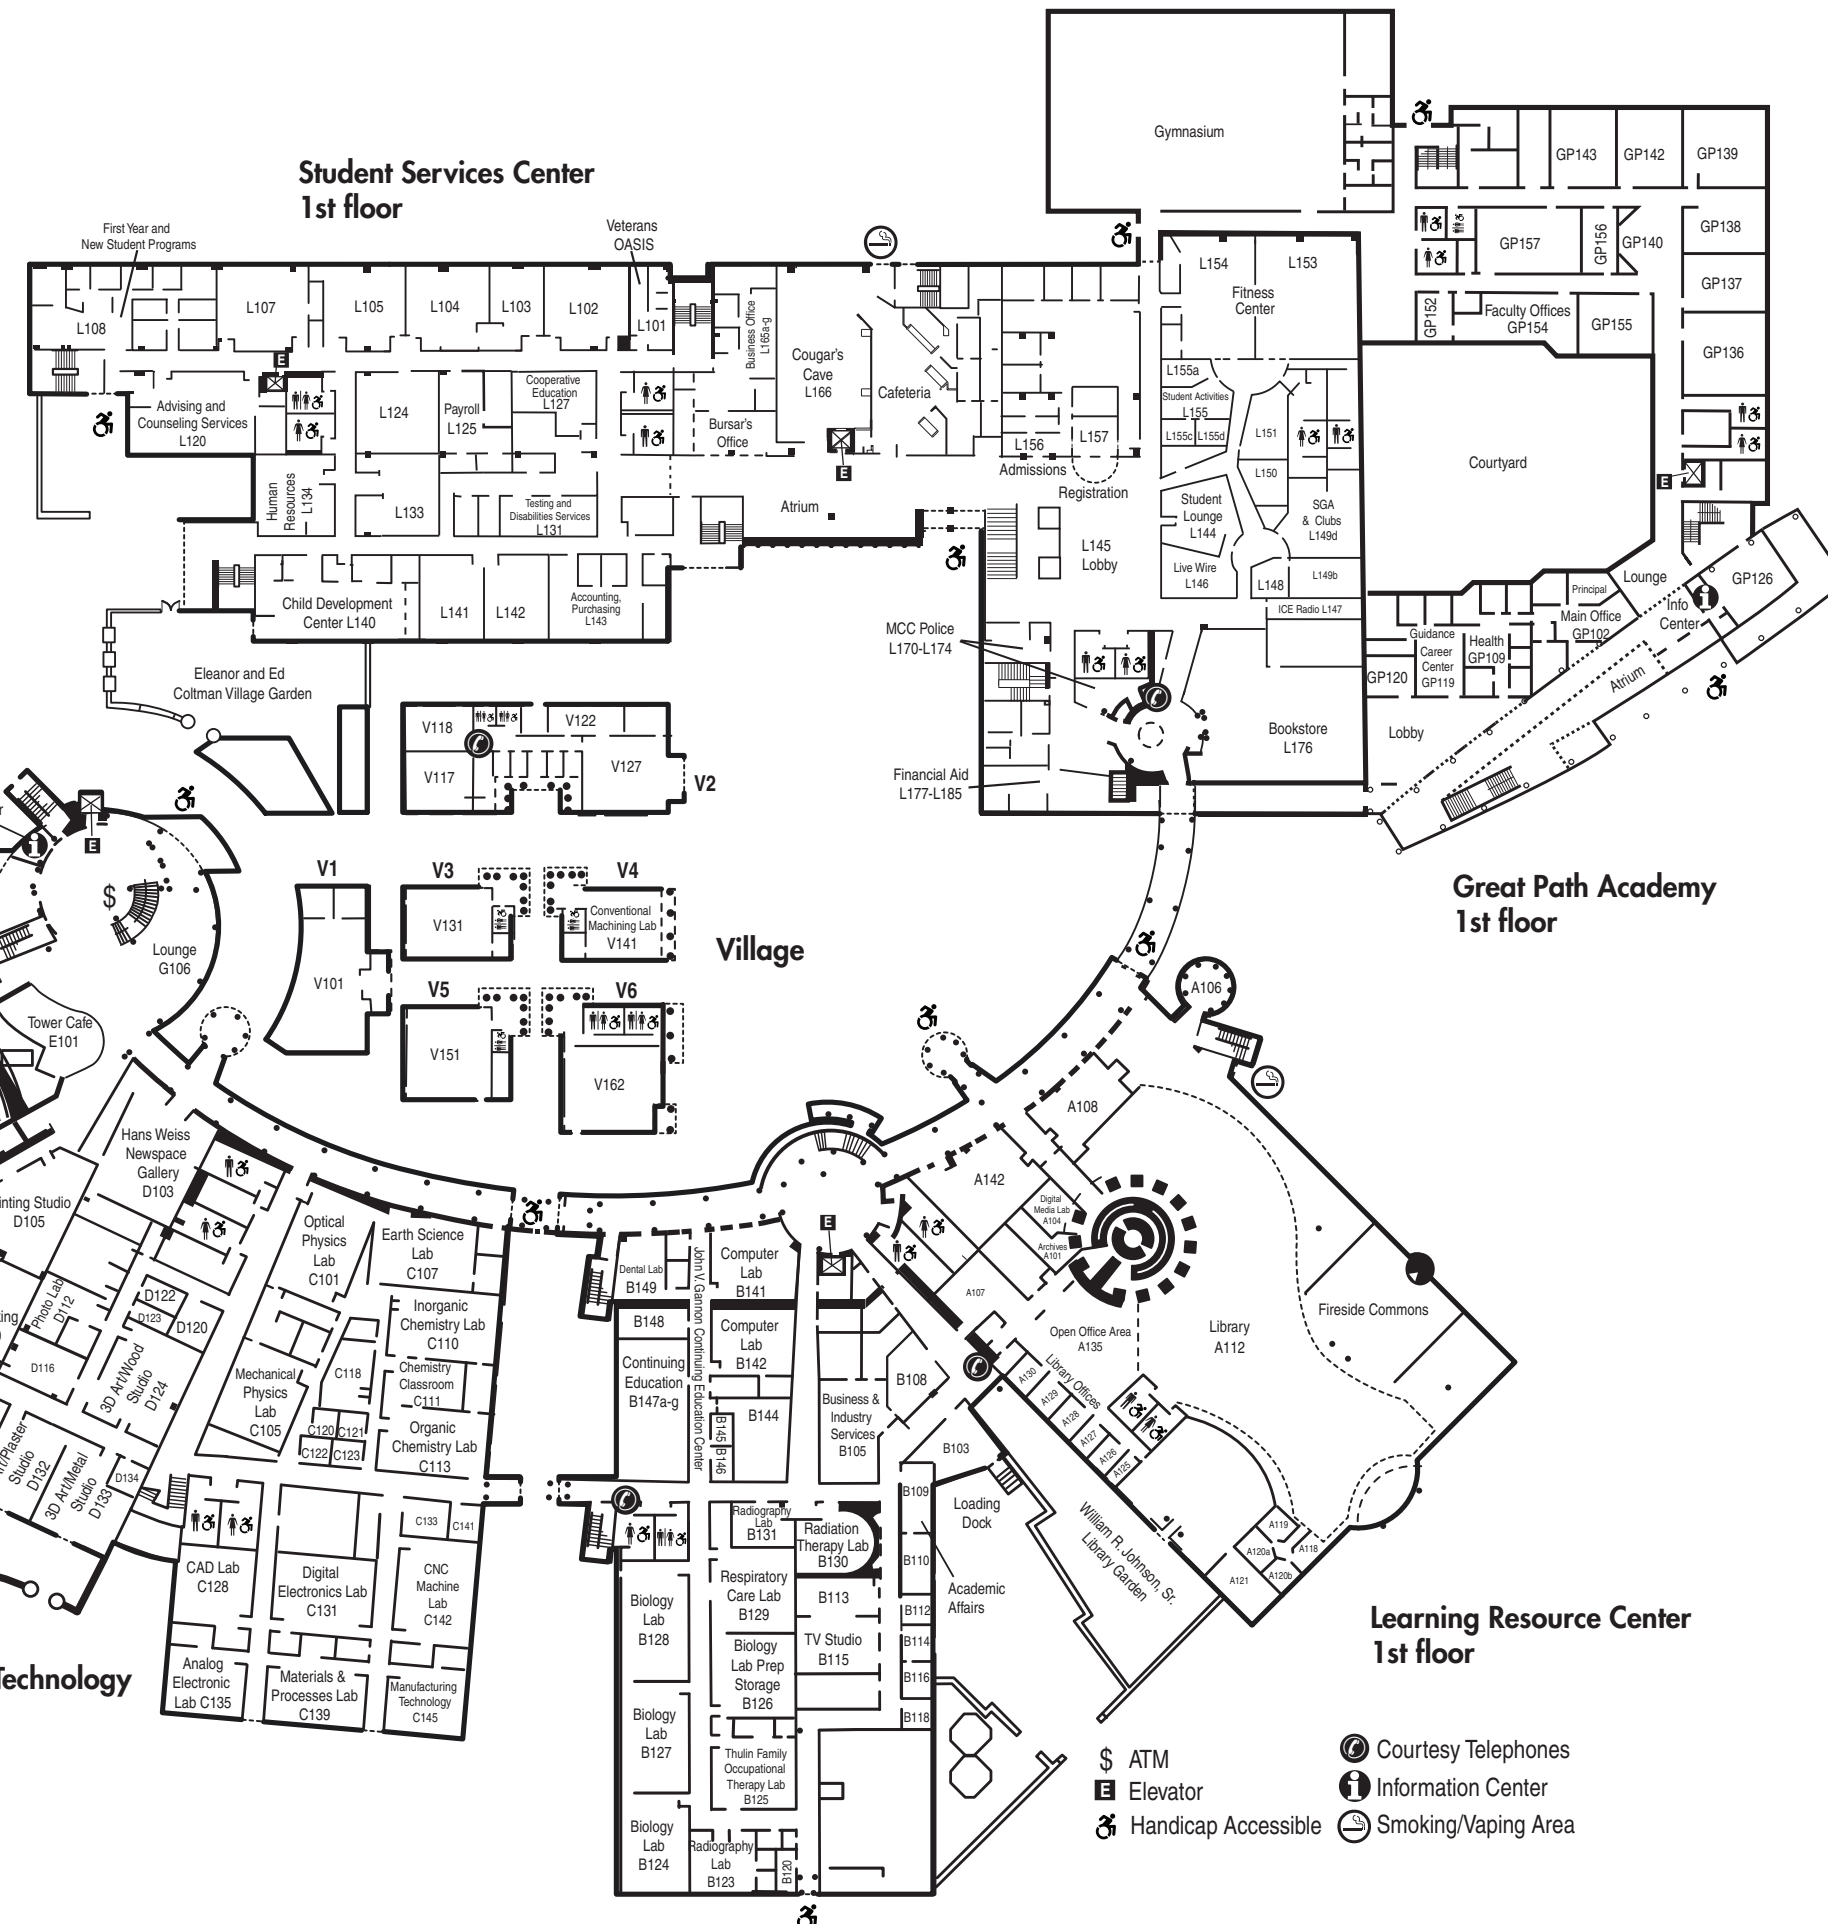 Gymnasium
GP143
GP142
GP139
Student Services Center
1st floor
First Year and
New Student Programs
Veterans
OASIS
GP138
GP157
GP156
GP140
L154
L153
Fitness
Center
GP137
L108
L107
L105
L104
L103
L102
L101
Business Office
L165a-g
GP152
Faculty Offices
GP154
GP155
GP136
Cougar's
Cave
L166
Cafeteria
E
Advising and
Counseling Services
L120
L124
Payroll
L125
Cooperative
Education
L127
Bursar's
Office
L155a
Student Activities
L155
L155c
L155d
L151
L150
L156
L157
Admissions
Registration
E
Courtyard
E
Human
Resources
L134
L133
Testing and
Disabilities Services
L131
Atrium
Student
Lounge
L144
SGA
& Clubs
L149d
L145
Lobby
Live Wire
L146
L148
L149b
ICE Radio L147
Child Development
Center L140
L141
L142
Accounting,
Purchasing
L143
MCC Police
L170-L174
Principal
Lounge
GP126
Info
Center
Main Office
GP102
Guidance
Career
Center
GP119
Health
GP109
GP120
Atrium
Lobby
Eleanor and Ed
Coltman Village Garden
V118
V122
V117
V127
V2
Bookstore
L176
Financial Aid
L177-L185
E
$
Lounge
G106
V1
V3
V4
V101
V131
Conventional
Machining Lab
V141
Village
Great Path Academy
1st floor
V5
V6
V151
V162
Tower Cafe
E101
A106
A108
Hans Weiss
Newspace
Gallery
D103
inting Studio
D105
A142
Digital
Media Lab
A104
Archives
A101
A107
Optical
Physics
Lab
C101
Earth Science
Lab
C107
E
Dental Lab
B149
John V. Gannon Continuing Education Center
Computer
Lab
B141
Photo Lab
D112
D122
D123
D120
Inorganic
Chemistry Lab
C110
B148
Computer
Lab
B142
Open Office Area
A135
Library
A112
Fireside Commons
D116
3D Art/Wood
Studio
D124
Mechanical
Physics
Lab
C105
C118
Chemistry
Classroom
C111
Continuing
Education
B147a-g
B108
Library Offices
A130
A129
A128
A127
A126
A125
C120
C121
C122
C123
Organic
Chemistry Lab
C113
B144
B145
B146
Business &
Industry
Services
B105
B103
t/Plaster
Studio
D132
3D Art/Metal
Studio
D133
D134
B109
Loading
Dock
C133
C141
Radiography
Lab
B131
Radiation
Therapy Lab
B130
B110
William R. Johnson, Sr.
Library Garden
A119
A118
A120a
A120b
A121
CAD Lab
C128
Digital
Electronics Lab
C131
CNC
Machine
Lab
C142
Biology
Lab
B128
Respiratory
Care Lab
B129
B113
Academic
Affairs
B112
TV Studio
B115
B114
Biology
Lab Prep
Storage
B126
B116
Learning Resource Center
1st floor
Technology
Analog
Electronic
Lab C135
Materials &
Processes Lab
C139
Manufacturing
Technology
C145
Biology
Lab
B127
B118
Thulin Family
Occupational
Therapy Lab
B125
Biology
Lab
B124
Radiography
Lab
B123
B120
$ ATM
E Elevator
Handicap Accessible
Courtesy Telephones
i Information Center
Smoking/Vaping Area